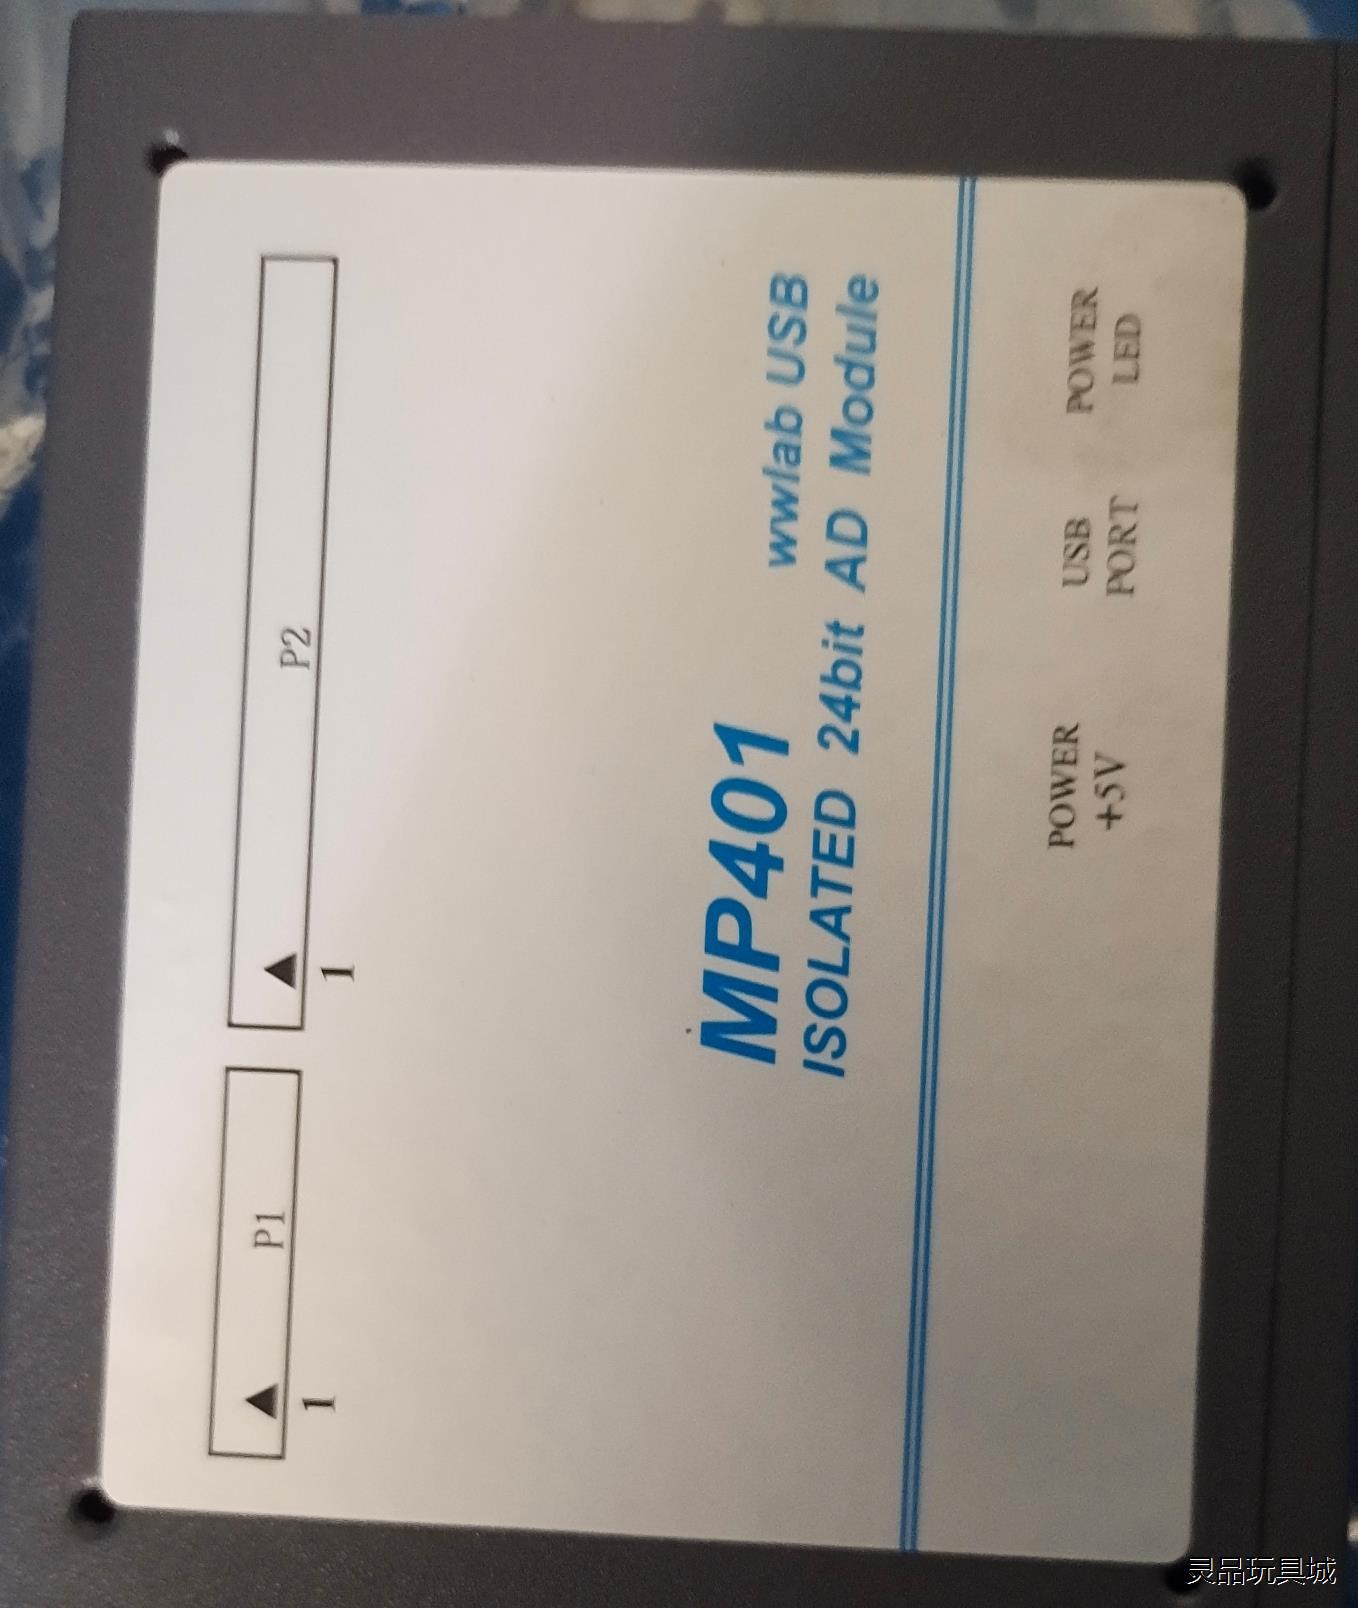 P1
P2
1
1
MP401 wwlab USB
ISOLATED 24bit AD Module
POWER
+5V
USB
PORT
POWER
LED
灵品玩具城